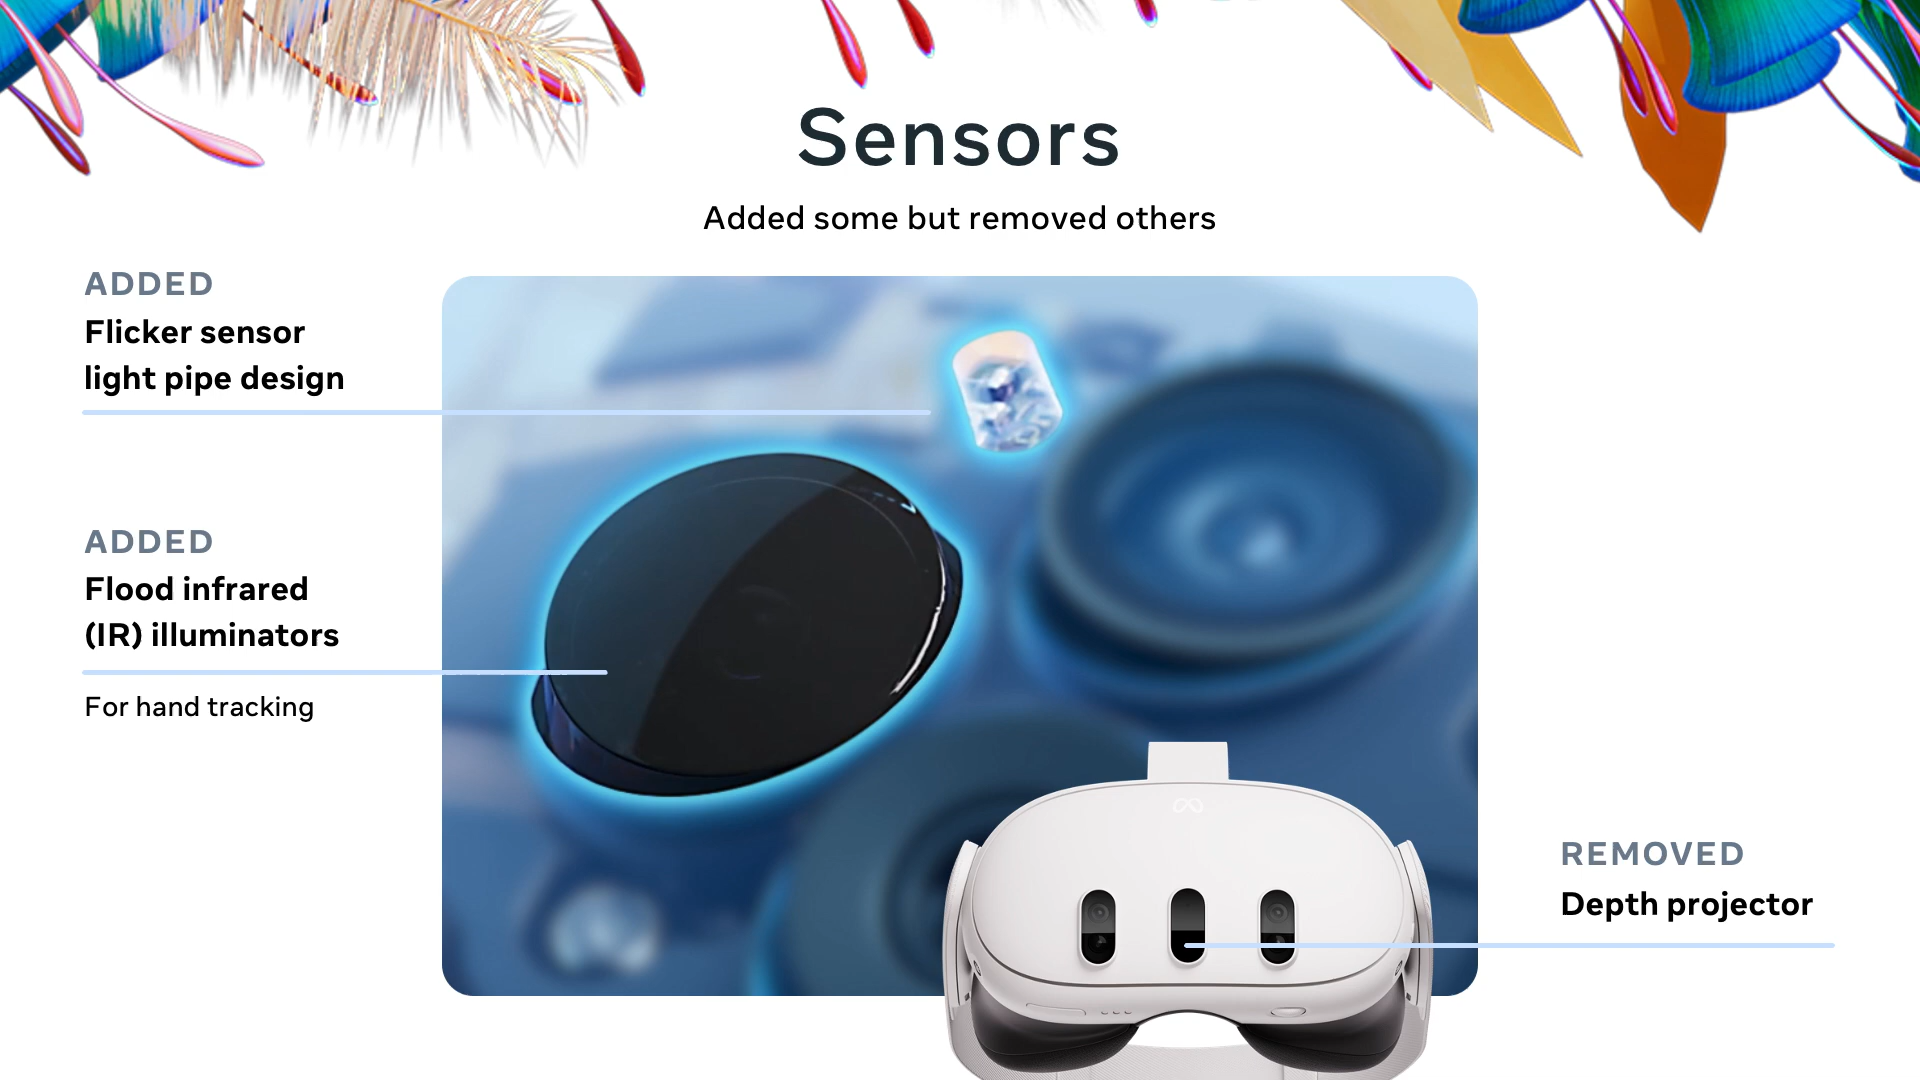 Sensors
Added some but removed others
ADDED
Flicker sensor
light pipe design
ADDED
Flood infrared
(IR) illuminators
For hand tracking
REMOVED
Depth projector